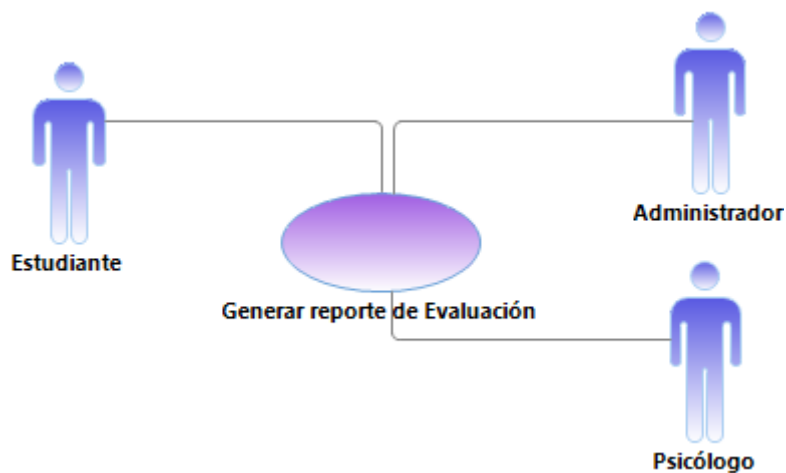 Administrador
Estudiante
Generar reporte de Evaluación
Psicólogo